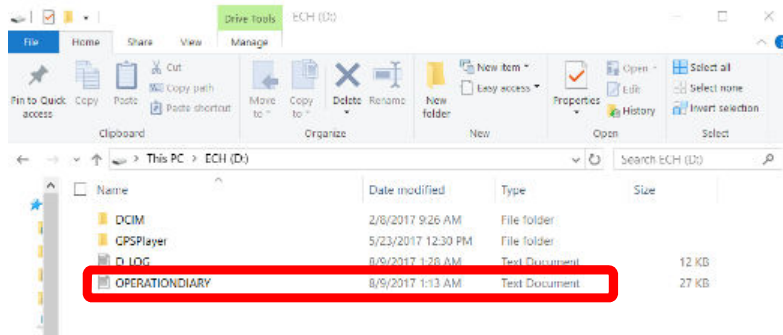 Drive Tools ECH (D:)
File Home Share View Manage
Pin to Quick access
Copy
Paste
Cut
Copy path
Paste shortcut
Clipboard
Move to
Copy to
Delete
Rename
Organize
New folder
New item
Easy access
New
Properties
Open
Edit
History
Open
Select all
Select none
Invert selection
Select
This PC > ECH (D:) Search ECH (D:)
Name Date modified Type Size
DCIM 2/8/2017 9:26 AM File folder
GPSPlayer 5/23/2017 12:30 PM File folder
D_LOG 8/9/2017 1:28 AM Text Document 12 KB
OPERATIONDIARY 8/9/2017 1:13 AM Text Document 27 KB